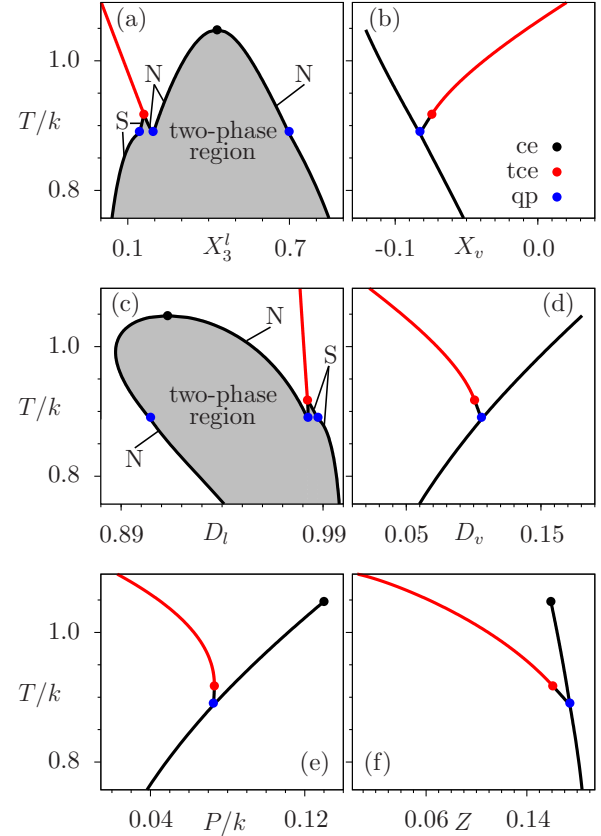 (a)
N
N
S
two-phase
region
1.0
0.8
T/k
0.1
X₃ˡ
0.7
(b)
ce
tce
qp
-0.1
X_v
0.0
(c)
N
S
two-phase
region
N
1.0
0.8
T/k
0.89
D_l
0.99
(d)
0.05
D_v
0.15
1.0
0.8
T/k
(e)
0.04
P/k
0.12
(f)
0.06
Z
0.14